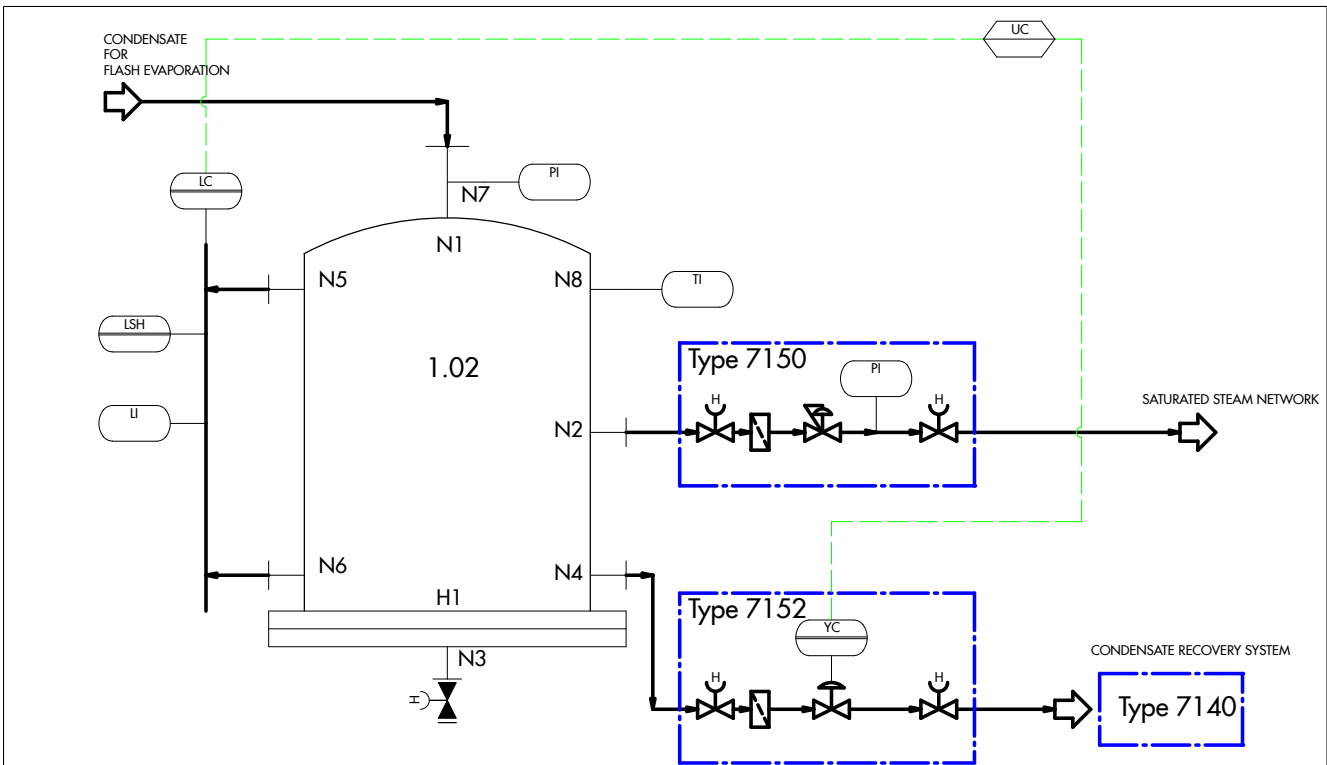 CONDENSATE
FOR
FLASH EVAPORATION
UC
LC
PI
N7
N1
N5
N8
TI
LSH
1.02
Type 7150
PI
LI
H
H
SATURATED STEAM NETWORK
N2
N6
N4
H1
Type 7152
YC
N3
CONDENSATE RECOVERY SYSTEM
H
H
H
Type 7140